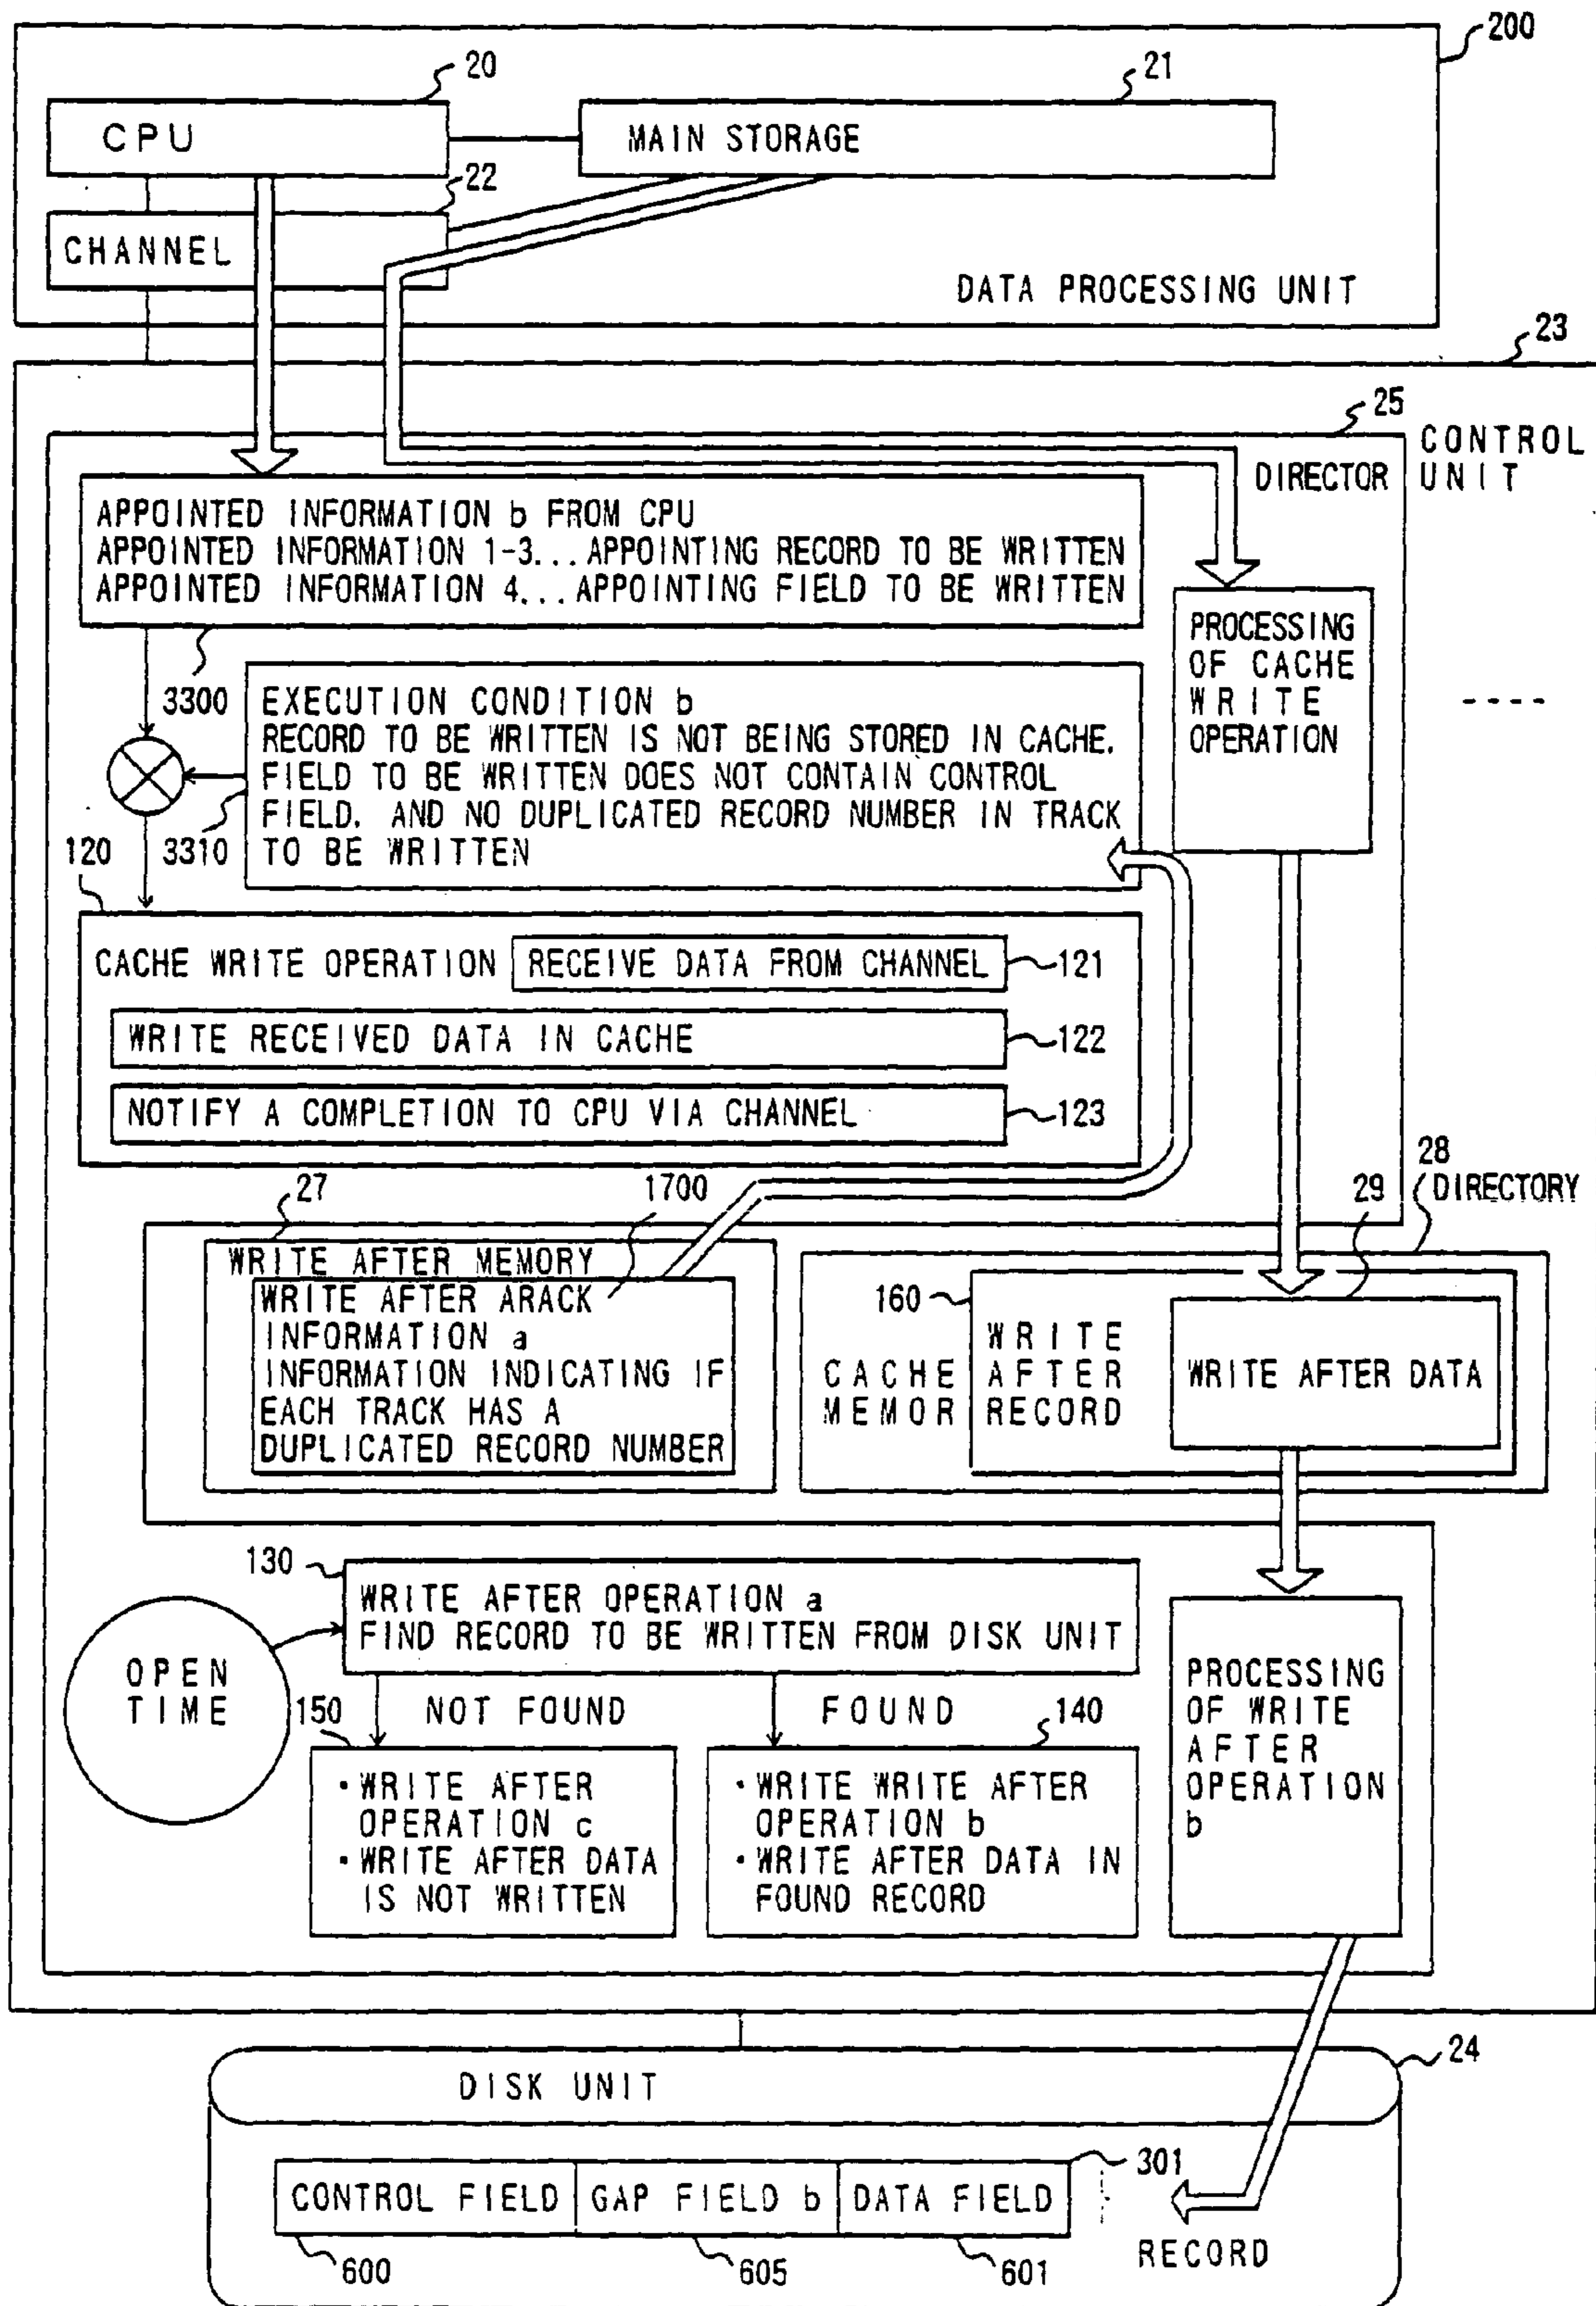 200
20
21
CPU
MAIN STORAGE
22
CHANNEL
DATA PROCESSING UNIT
23
25
CONTROL
UNIT
DIRECTOR
APPOINTED INFORMATION b FROM CPU
APPOINTED INFORMATION 1-3...APPOINTING RECORD TO BE WRITTEN
APPOINTED INFORMATION 4...APPOINTING FIELD TO BE WRITTEN
PROCESSING
OF CACHE
WRITE
OPERATION
3300
EXECUTION CONDITION b
RECORD TO BE WRITTEN IS NOT BEING STORED IN CACHE.
FIELD TO BE WRITTEN DOES NOT CONTAIN CONTROL
FIELD. AND NO DUPLICATED RECORD NUMBER IN TRACK
TO BE WRITTEN
3310
120
CACHE WRITE OPERATION
RECEIVE DATA FROM CHANNEL
121
WRITE RECEIVED DATA IN CACHE
122
NOTIFY A COMPLETION TO CPU VIA CHANNEL
123
27
1700
28
DIRECTORY
29
WRITE AFTER MEMORY
WRITE AFTER ARACK
INFORMATION a
INFORMATION INDICATING IF
EACH TRACK HAS A
DUPLICATED RECORD NUMBER
160
CACHE
MEMOR
WRITE
AFTER
RECORD
WRITE AFTER DATA
130
WRITE AFTER OPERATION a
FIND RECORD TO BE WRITTEN FROM DISK UNIT
OPEN
TIME
150
NOT FOUND
FOUND
140
• WRITE AFTER
OPERATION c
• WRITE AFTER DATA
IS NOT WRITTEN
• WRITE WRITE AFTER
OPERATION b
• WRITE AFTER DATA IN
FOUND RECORD
PROCESSING
OF WRITE
AFTER
OPERATION
b
24
DISK UNIT
301
CONTROL FIELD
GAP FIELD b
DATA FIELD
RECORD
600
605
601